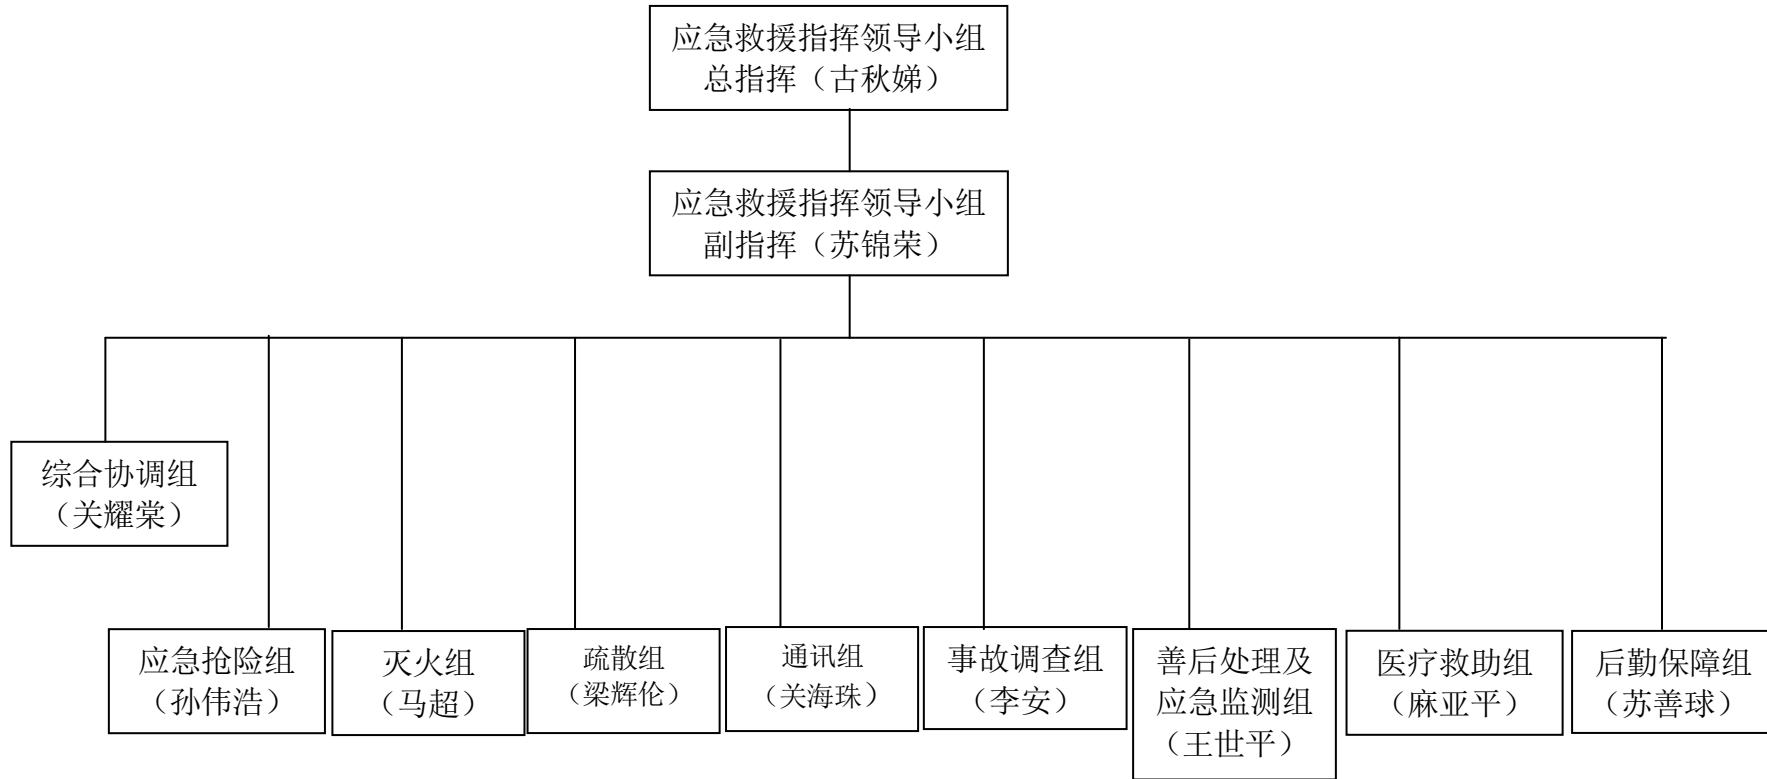 应急救援指挥领导小组
总指挥（古秋娣）
应急救援指挥领导小组
副指挥（苏锦荣）
综合协调组
（关耀棠）
应急抢险组
（孙伟浩）
灭火组
（马超）
疏散组
（梁辉伦）
通讯组
（关海珠）
事故调查组
（李安）
善后处理及
应急监测组
（王世平）
医疗救助组
（麻亚平）
后勤保障组
（苏善球）